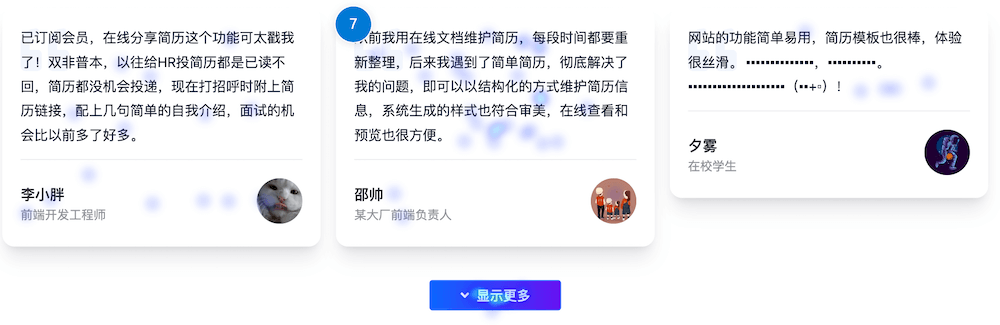 已订阅会员，在线分享简历这个功能可太戳我
了！双非普本，以往给HR投简历都是已读不
回，简历都没机会投递，现在打招呼时附上简
历链接，配上几句简单的自我介绍，面试的机
会比以前多了好多。
李小胖
前端开发工程师
7
前我用在线文档维护简历，每段时间都要重
新整理，后来我遇到了简单简历，彻底解决了
我的问题，即可以以结构化的方式维护简历信
息，系统生成的样式也符合审美，在线查看和
预览也很方便。
邵帅
某大厂前端负责人
网站的功能简单易用，简历模板也很棒，体验
很丝滑。
夕雾
在校学生
显示更多